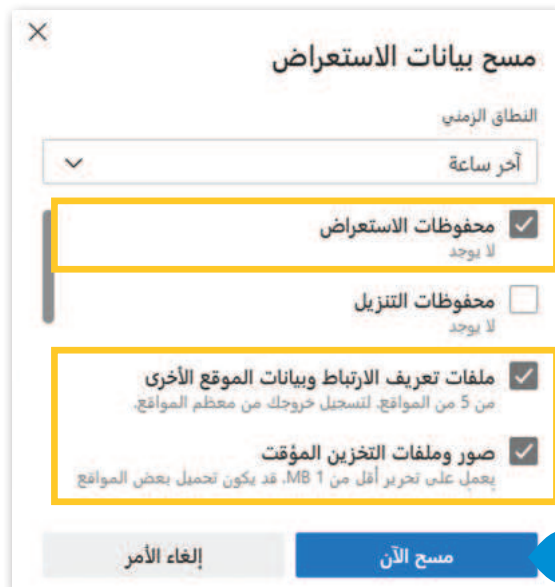 مسح بيانات الاستعراض
النطاق الزمني
آخر ساعة
محفوظات الاستعراض
لا يوجد
محفوظات التنزيل
لا يوجد
ملفات تعريف الارتباط وبيانات الموقع الأخرى
من 5 من المواقع. لتسجيل خروجك من معظم المواقع.
صور وملفات التخزين المؤقت
يعمل على تحرير أقل من 1 MB. قد يكون تحميل بعض المواقع
مسح الآن
إلغاء الأمر